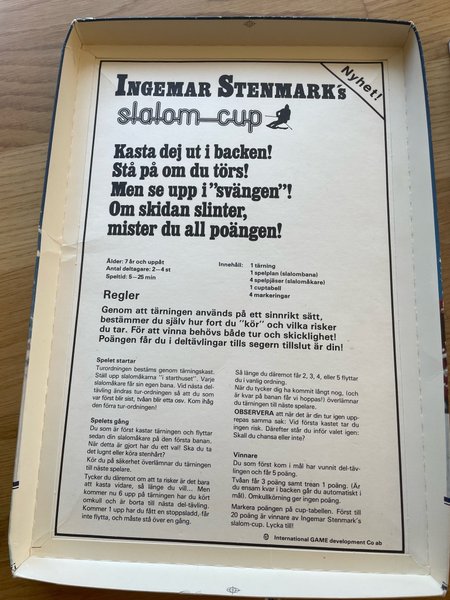 Nyhet!
INGEMAR STENMARK's
slalom-cup
Kasta dej ut i backen!
Stå på om du törs!
Men se upp i "svängen"!
Om skidan slinter,
mister du all poängen!
Ålder: 7 år och uppåt
Antal deltagare: 2–4 st
Speltid: 5–25 min
Innehåll: 1 tärning
1 spelplan (slalombana)
4 spelpjäser (slalomåkare)
1 cuptabell
4 markeringar
Regler
Genom att tärningen används på ett sinnrikt sätt,
bestämmer du själv hur fort du "kör" och vilka risker
du tar. För att vinna behövs både tur och skicklighet!
Poängen får du i deltävlingar tills segern tillslut är din!
Spelet startar
Turordningen bestäms genom tärningskast.
Ställ upp slalomåkarna "i starthuset". Varje
slalomåkare får sin egen bana. Vid nästa del-
tävling ändras turordningen så att du som
var först blir sist, tvåan blir etta osv. Kom ihåg
den förra tur-ordningen!
Spelets gång
Du som är först kastar tärningen och flyttar
sedan din slalomåkare på den första banan.
När detta är gjort har du ett val! Ska du ta
det lugnt eller köra stenhårt?
Kör du på säkerhet överlämnar du tärningen
till näste spelare.
Tycker du däremot om att ta risker är det bara
att kasta vidare, så länge du vill... Men
kommer nu 6 upp på tärningen har du kört
omkull och är borta till nästa del-tävling.
Kommer 1 upp har du fått en stoppsladd, får
inte flytta, och måste stå över en gång.
Så länge du däremot får 2, 3, 4, eller 5 flyttar
du i vanlig ordning.
När du tycker dig ha kommit långt nog, (och
är kvar på banan får vi hoppas!) överlämnar
du tärningen till näste spelare.
OBSERVERA att när det är din tur igen upp-
repas samma sak: Vid första kastet tar du
ingen risk. Därefter står du inför valet igen:
Skall du chansa eller inte?
Vinnare
Du som först kom i mål har vunnit del-täv-
lingen och får 5 poäng.
Tvåan får 3 poäng samt trean 1 poäng. (Är
du ensam kvar i backen går du automatiskt i
mål). Omkullkörning ger ingen poäng.
Markera poängen på cup-tabellen. Först till
20 poäng är vinnare av Ingemar Stenmark's
slalom-cup. Lycka till!
© International GAME development Co ab